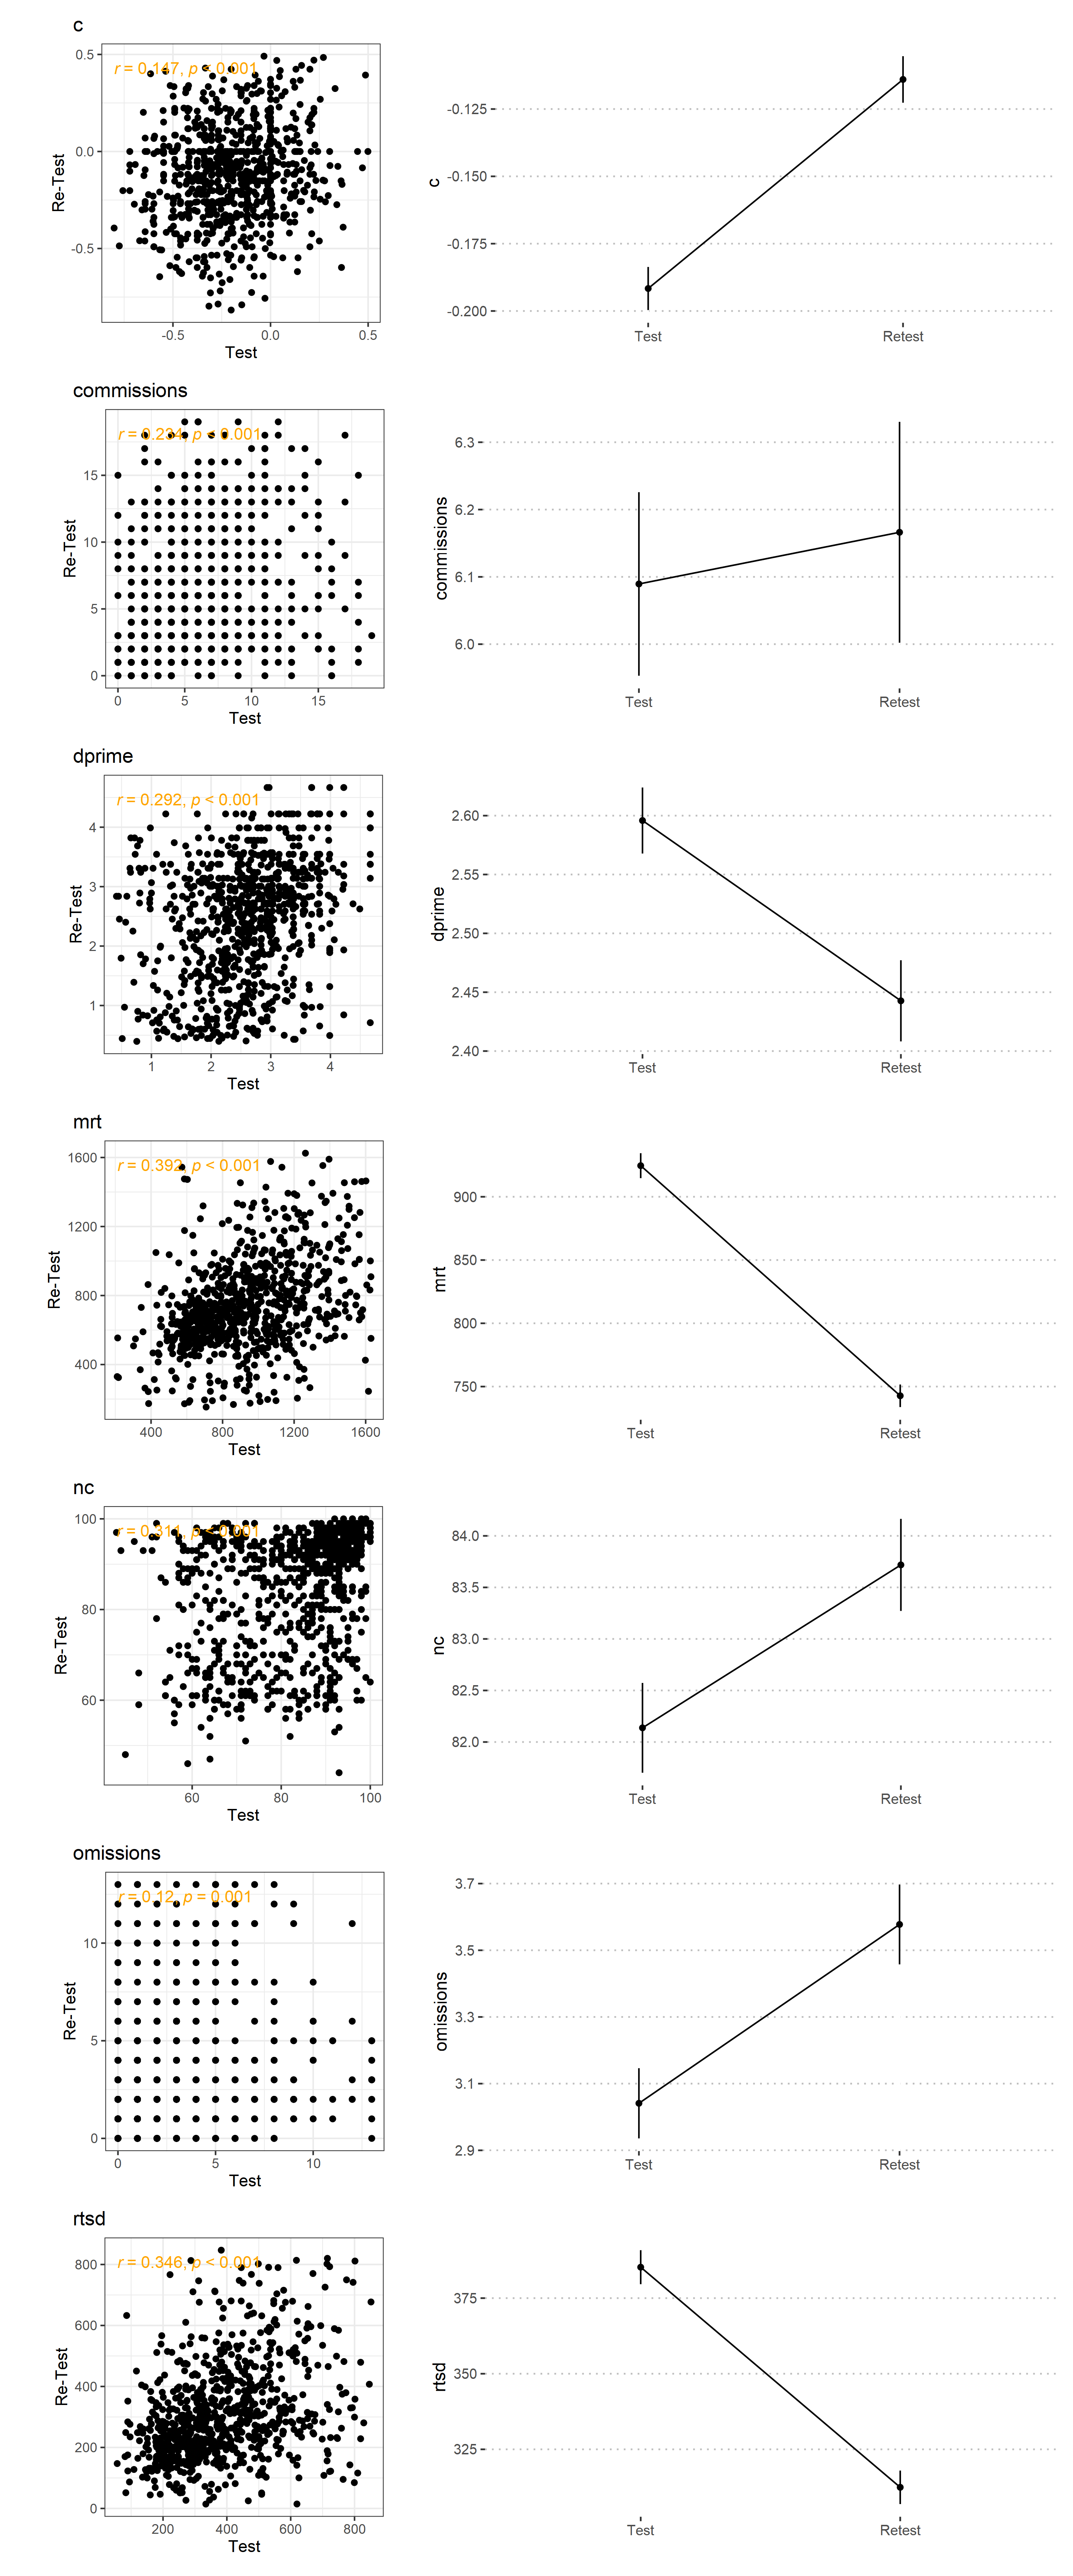 c
r = 0.147, p < 0.001
0.5
0.0
-0.5
Re-Test
-0.5
0.0
0.5
Test
-0.125
-0.150
-0.175
-0.200
c
Test
Retest
commissions
r = 0.234, p < 0.001
15
10
5
0
Re-Test
0
5
10
15
Test
6.3
6.2
6.1
6.0
commissions
Test
Retest
dprime
r = 0.292, p < 0.001
4
3
2
1
Re-Test
1
2
3
4
Test
2.60
2.55
2.50
2.45
2.40
dprime
Test
Retest
mrt
r = 0.392, p < 0.001
1600
1200
800
400
Re-Test
400
800
1200
1600
Test
900
850
800
750
mrt
Test
Retest
nc
r = 0.311, p < 0.001
100
80
60
Re-Test
60
80
100
Test
84.0
83.5
83.0
82.5
82.0
nc
Test
Retest
omissions
r = 0.12, p = 0.001
10
5
0
Re-Test
0
5
10
Test
3.7
3.5
3.3
3.1
2.9
omissions
Test
Retest
rtsd
r = 0.346, p < 0.001
800
600
400
200
0
Re-Test
200
400
600
800
Test
375
350
325
rtsd
Test
Retest